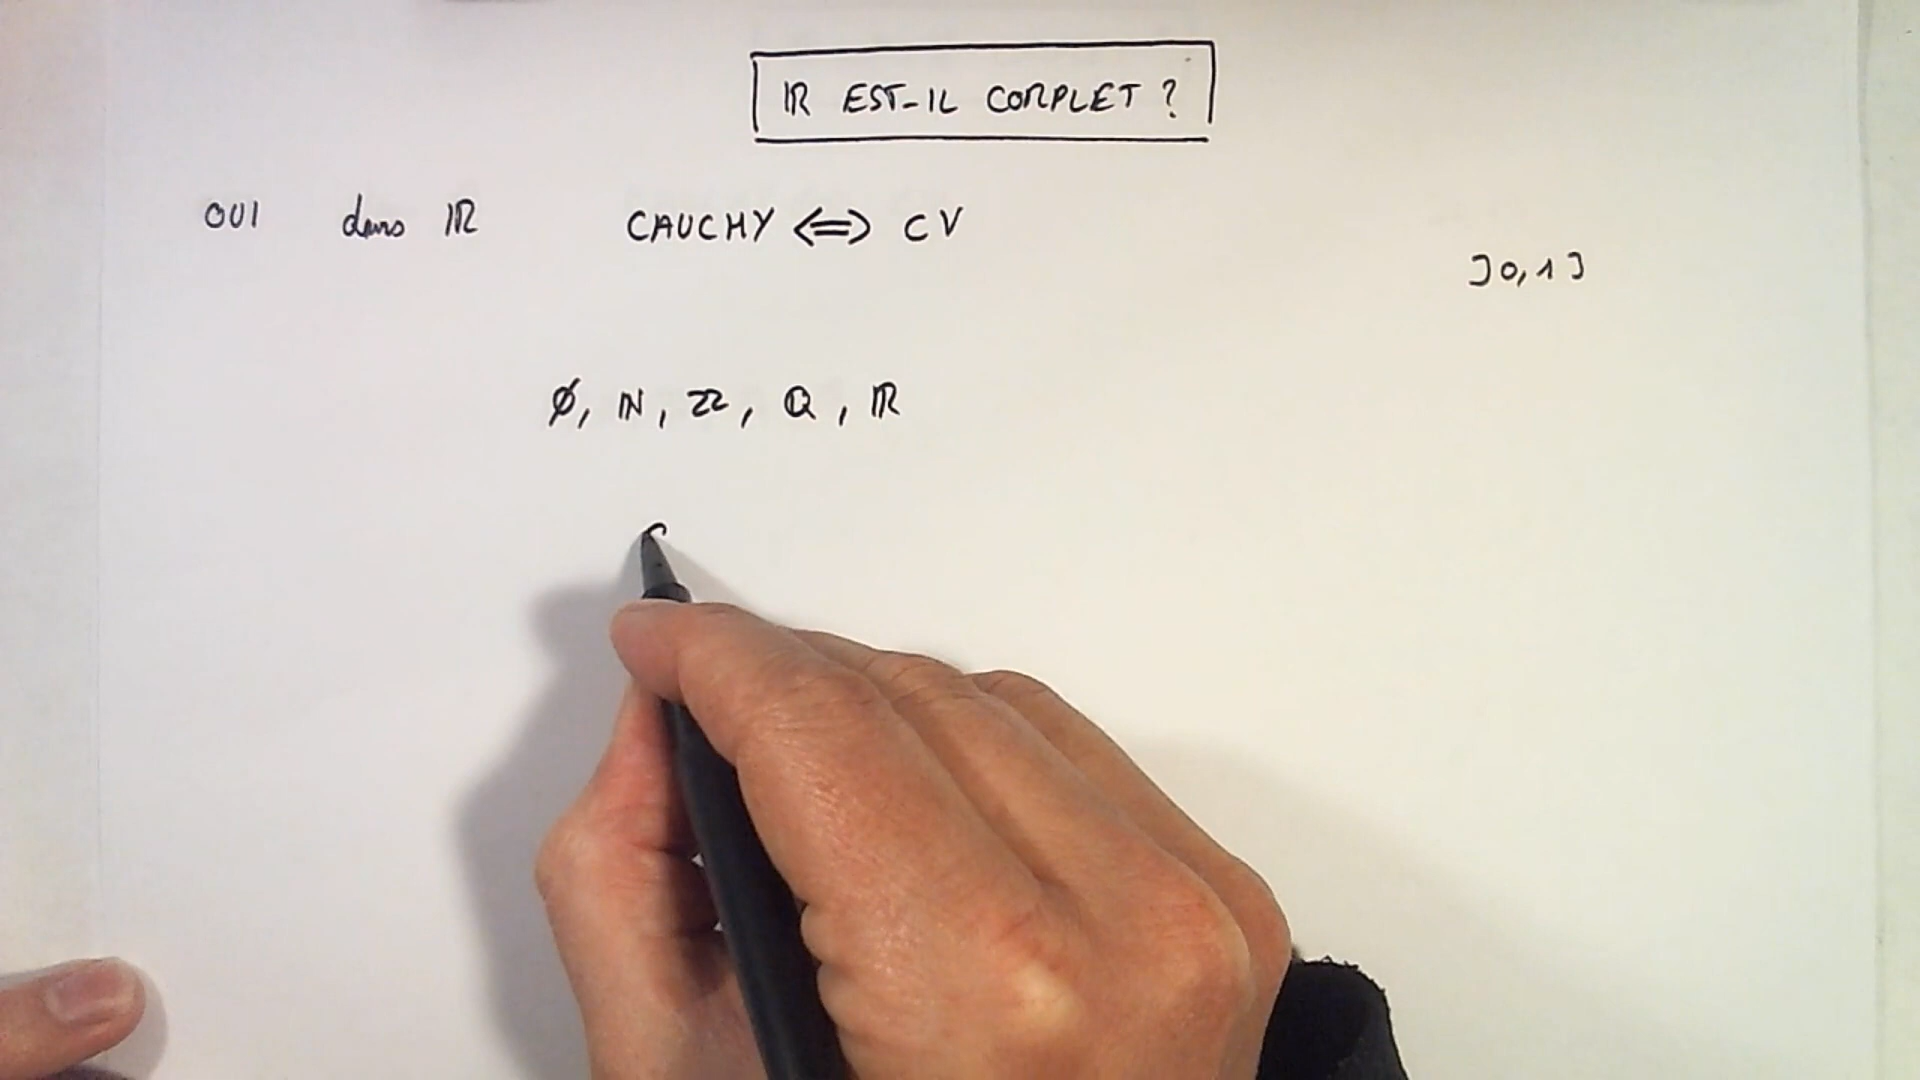 ℝ EST-IL COMPLET ?
OUI dans ℝ CAUCHY ⟺ CV
]0,1]
∅, ℕ, ℤ, ℚ, ℝ